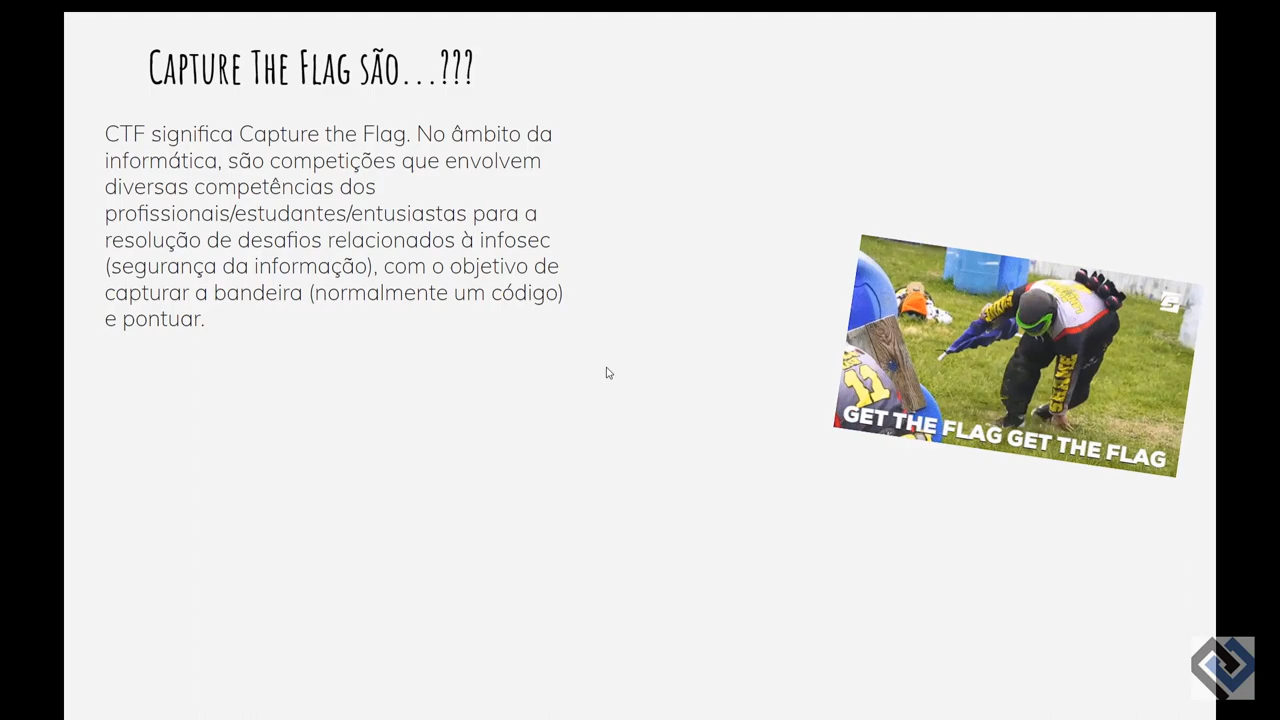 CAPTURE THE FLAG SÃO...???
CTF significa Capture the Flag. No âmbito da
informática, são competições que envolvem
diversas competências dos
profissionais/estudantes/entusiastas para a
resolução de desafios relacionados à infosec
(segurança da informação), com o objetivo de
capturar a bandeira (normalmente um código)
e pontuar.
11
GET THE FLAG GET THE FLAG